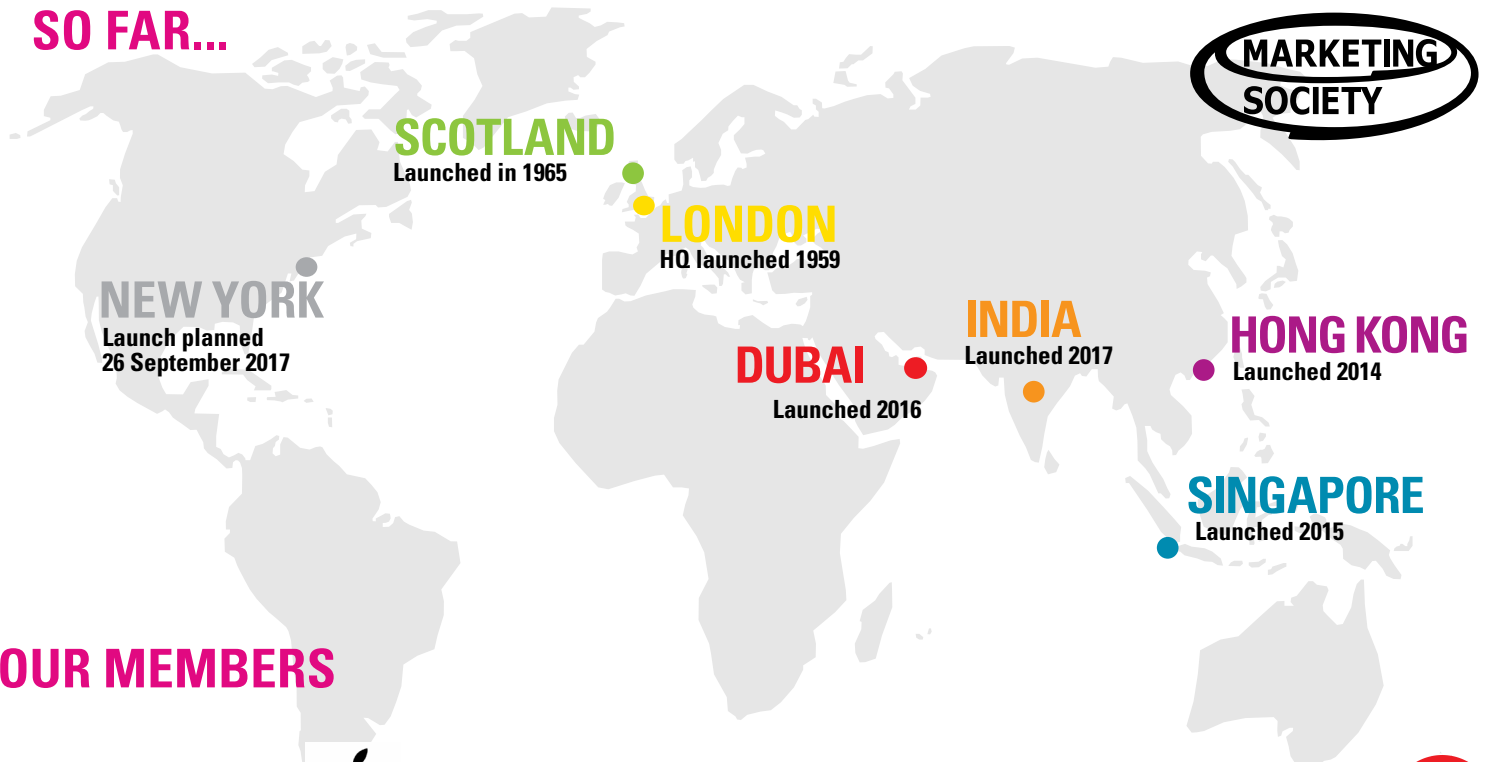 SO FAR...
MARKETING
SOCIETY
SCOTLAND
Launched in 1965
LONDON
HQ launched 1959
NEW YORK
Launch planned
26 September 2017
DUBAI
Launched 2016
INDIA
Launched 2017
HONG KONG
Launched 2014
SINGAPORE
Launched 2015
OUR MEMBERS